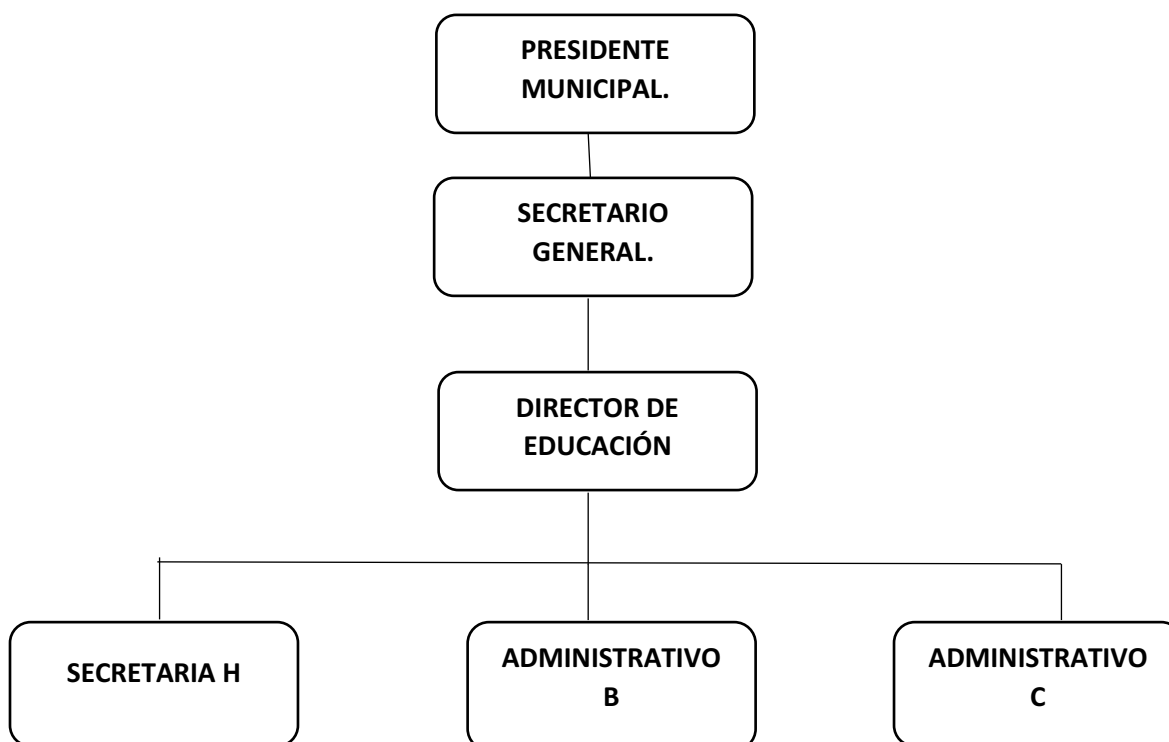 PRESIDENTE
MUNICIPAL.
SECRETARIO
GENERAL.
DIRECTOR DE
EDUCACIÓN
SECRETARIA H
ADMINISTRATIVO
B
ADMINISTRATIVO
C